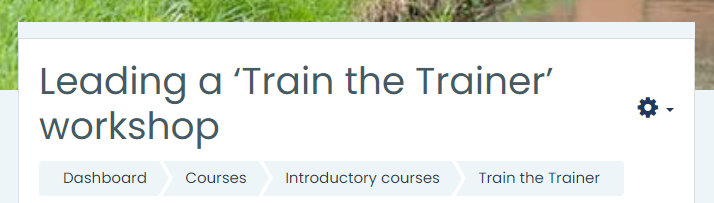 Leading a ‘Train the Trainer’
workshop
Dashboard Courses Introductory courses Train the Trainer